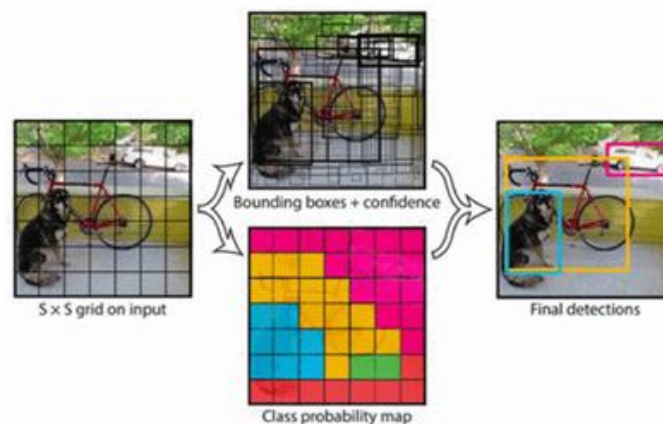 S × S grid on input
Bounding boxes + confidence
Class probability map
Final detections